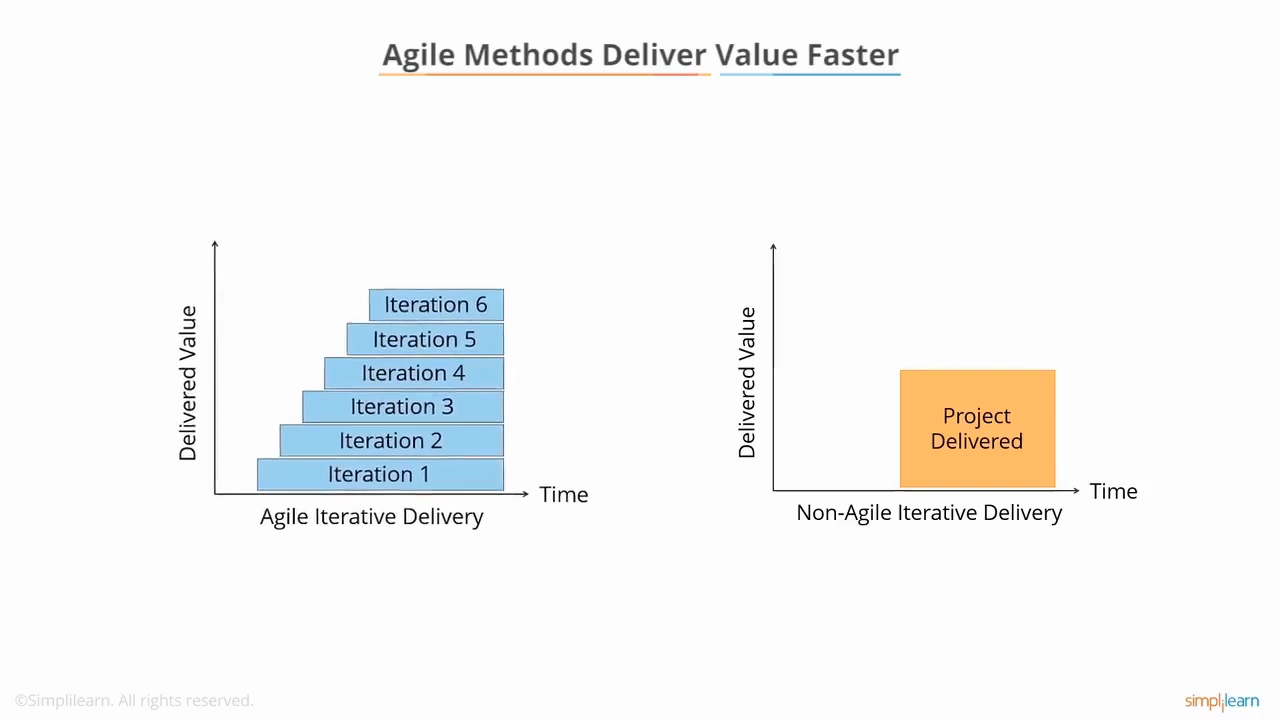 Agile Methods Deliver Value Faster
Delivered Value
Iteration 6
Iteration 5
Iteration 4
Iteration 3
Iteration 2
Iteration 1
Time
Agile Iterative Delivery
Delivered Value
Project
Delivered
Time
Non-Agile Iterative Delivery
©Simplilearn. All rights reserved.
simplilearn